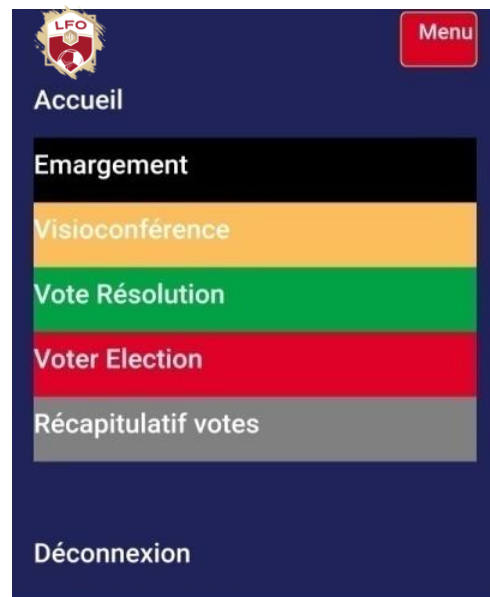 LFO
Menu
Accueil
Emargement
Visioconférence
Vote Résolution
Voter Election
Récapitulatif votes
Déconnexion